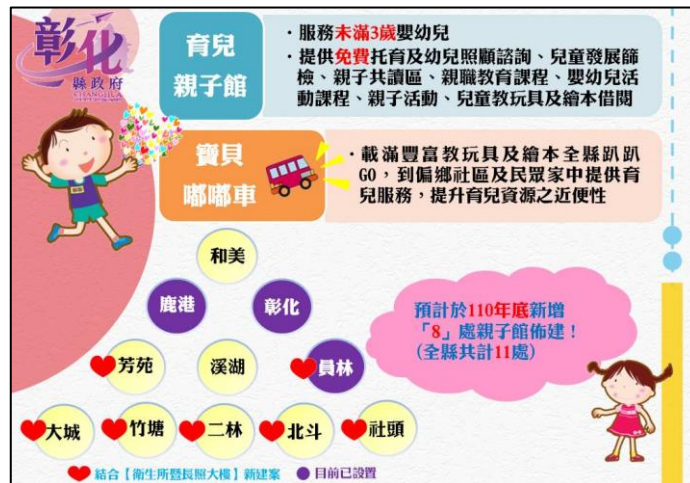 彰化
縣政府
CHANGHUA
育兒
親子館
・服務未滿3歲嬰幼兒
・提供免費托育及幼兒照顧諮詢、兒童發展篩
檢、親子共讀區、親職教育課程、嬰幼兒活
動課程、親子活動、兒童教玩具及繪本借閱
寶貝
嘟嘟車
・載滿豐富教玩具及繪本全縣趴趴
GO，到偏鄉社區及民眾家中提供育
兒服務，提升育兒資源之近便性
和美
鹿港
彰化
預計於110年底新增
「8」處親子館佈建！
(全縣共計11處)
芳苑
溪湖
員林
大城
竹塘
二林
北斗
社頭
結合【衛生所暨長照大樓】新建案
目前已設置